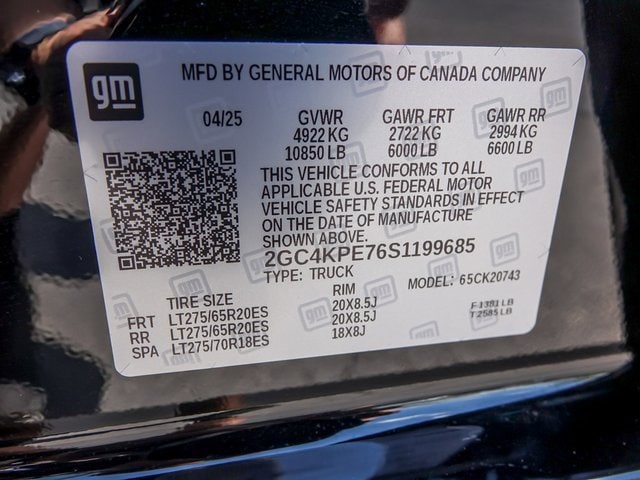 gm
MFD BY GENERAL MOTORS OF CANADA COMPANY
04/25 GVWR GAWR FRT GAWR RR
4922 KG 2722 KG 2994 KG
10850 LB 6000 LB 6600 LB
THIS VEHICLE CONFORMS TO ALL
APPLICABLE U.S. FEDERAL MOTOR
VEHICLE SAFETY STANDARDS IN EFFECT
ON THE DATE OF MANUFACTURE
SHOWN ABOVE.
2GC4KPE76S1199685
TYPE: TRUCK MODEL: 65CK20743
TIRE SIZE RIM
FRT LT275/65R20ES 20X8.5J F1381 LB
RR LT275/65R20ES 20X8.5J T2585 LB
SPA LT275/70R18ES 18X8J